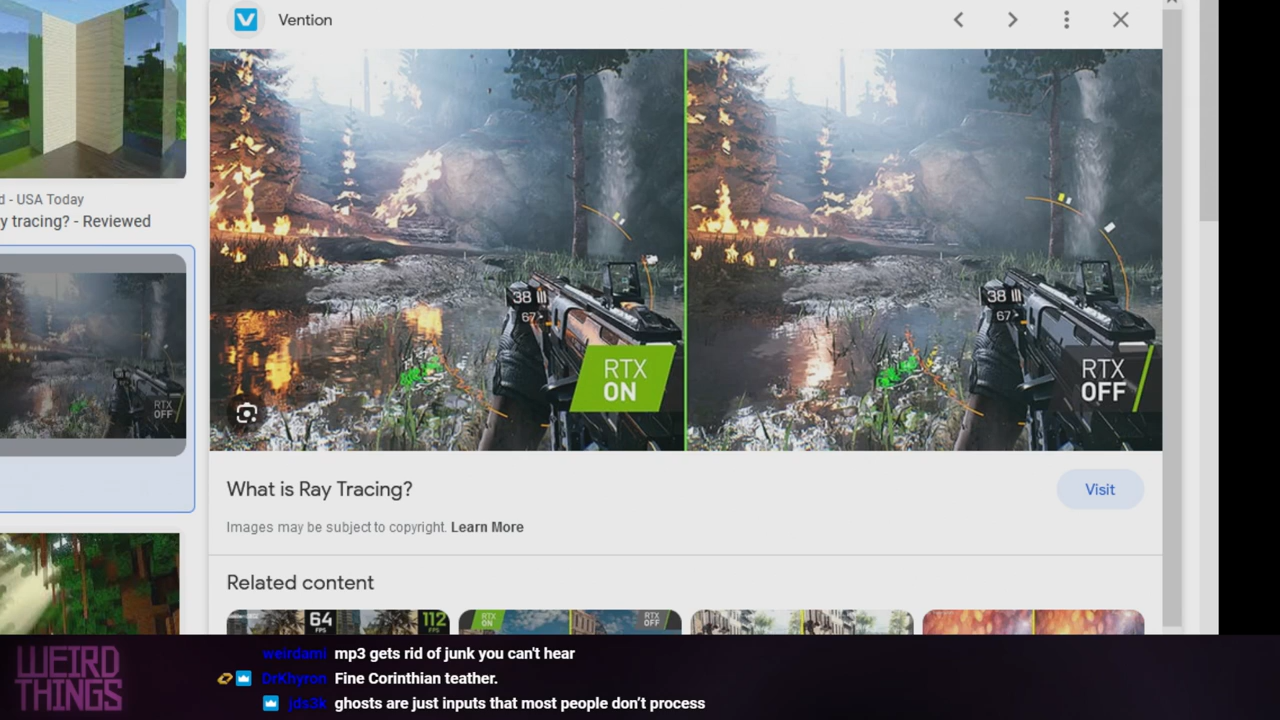 Vention
d - USA Today
y tracing? - Reviewed
38
67
RTX
ON
38
67
RTX
OFF
RTX
OFF
What is Ray Tracing?
Visit
Images may be subject to copyright. Learn More
Related content
64
FPS
112
FPS
RTX
ON
RTX
OFF
WEIRD
THINGS
weirdami mp3 gets rid of junk you can't hear
DrKhyron Fine Corinthian teather.
jds3k ghosts are just inputs that most people don’t process